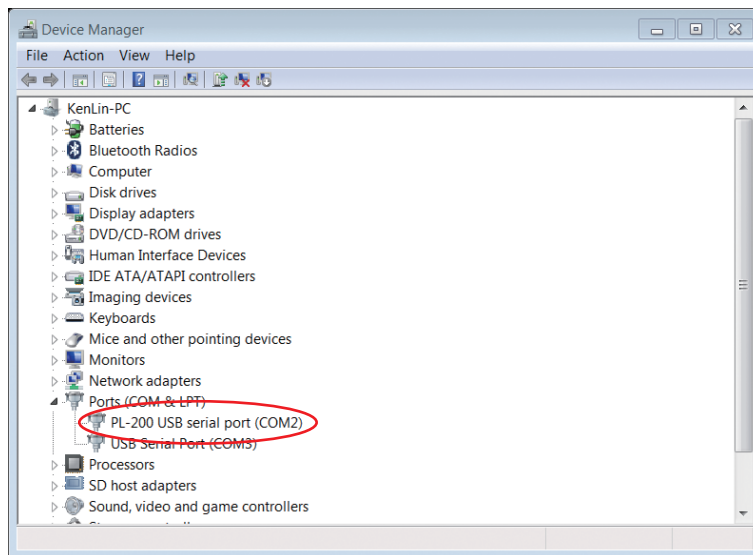 Device Manager
File Action View Help
KenLin-PC
Batteries
Bluetooth Radios
Computer
Disk drives
Display adapters
DVD/CD-ROM drives
Human Interface Devices
IDE ATA/ATAPI controllers
Imaging devices
Keyboards
Mice and other pointing devices
Monitors
Network adapters
Ports (COM & LPT)
PL-200 USB serial port (COM2)
USB Serial Port (COM3)
Processors
SD host adapters
Sound, video and game controllers